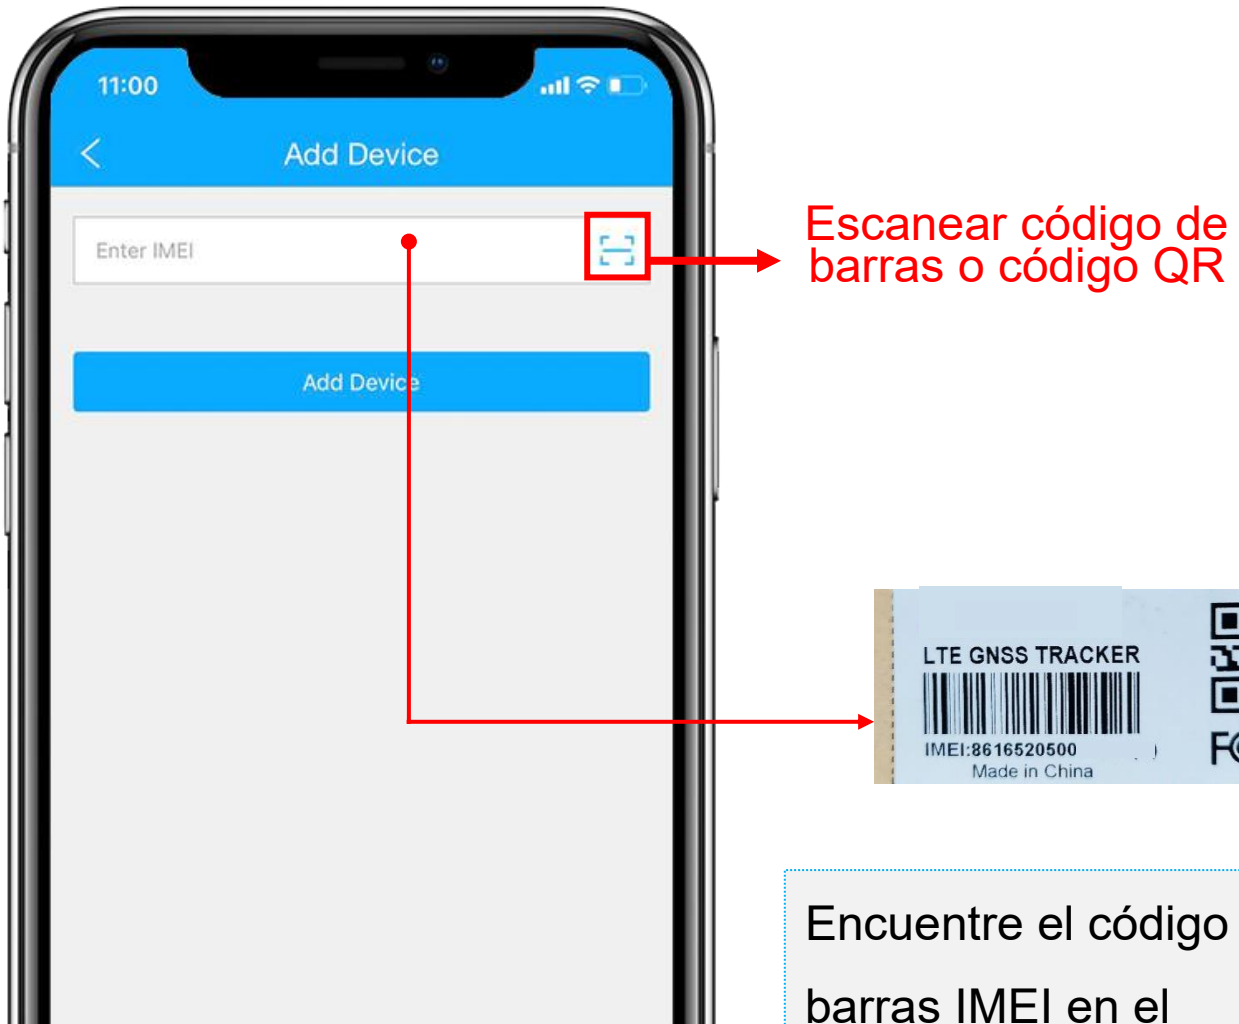 11:00
Add Device
Enter IMEI
Add Device
Escanear código de
barras o código QR
LTE GNSS TRACKER
IMEI:8616520500
Made in China
Encuentre el código
barras IMEI en el